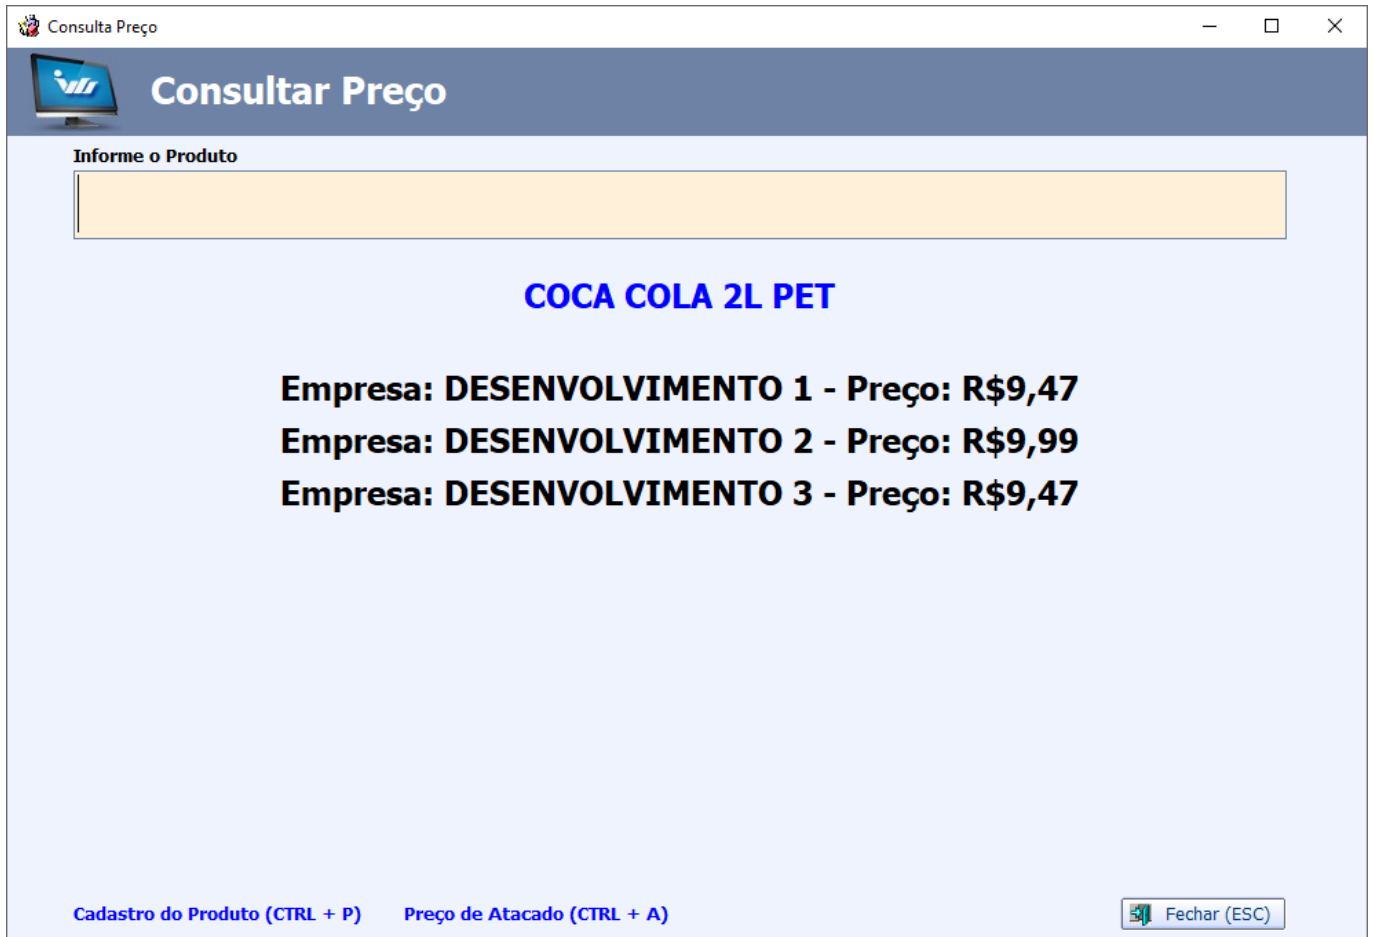 Consulta Preço
Consultar Preço
Informe o Produto
COCA COLA 2L PET
Empresa: DESENVOLVIMENTO 1 - Preço: R$9,47
Empresa: DESENVOLVIMENTO 2 - Preço: R$9,99
Empresa: DESENVOLVIMENTO 3 - Preço: R$9,47
Cadastro do Produto (CTRL + P) Preço de Atacado (CTRL + A) Fechar (ESC)